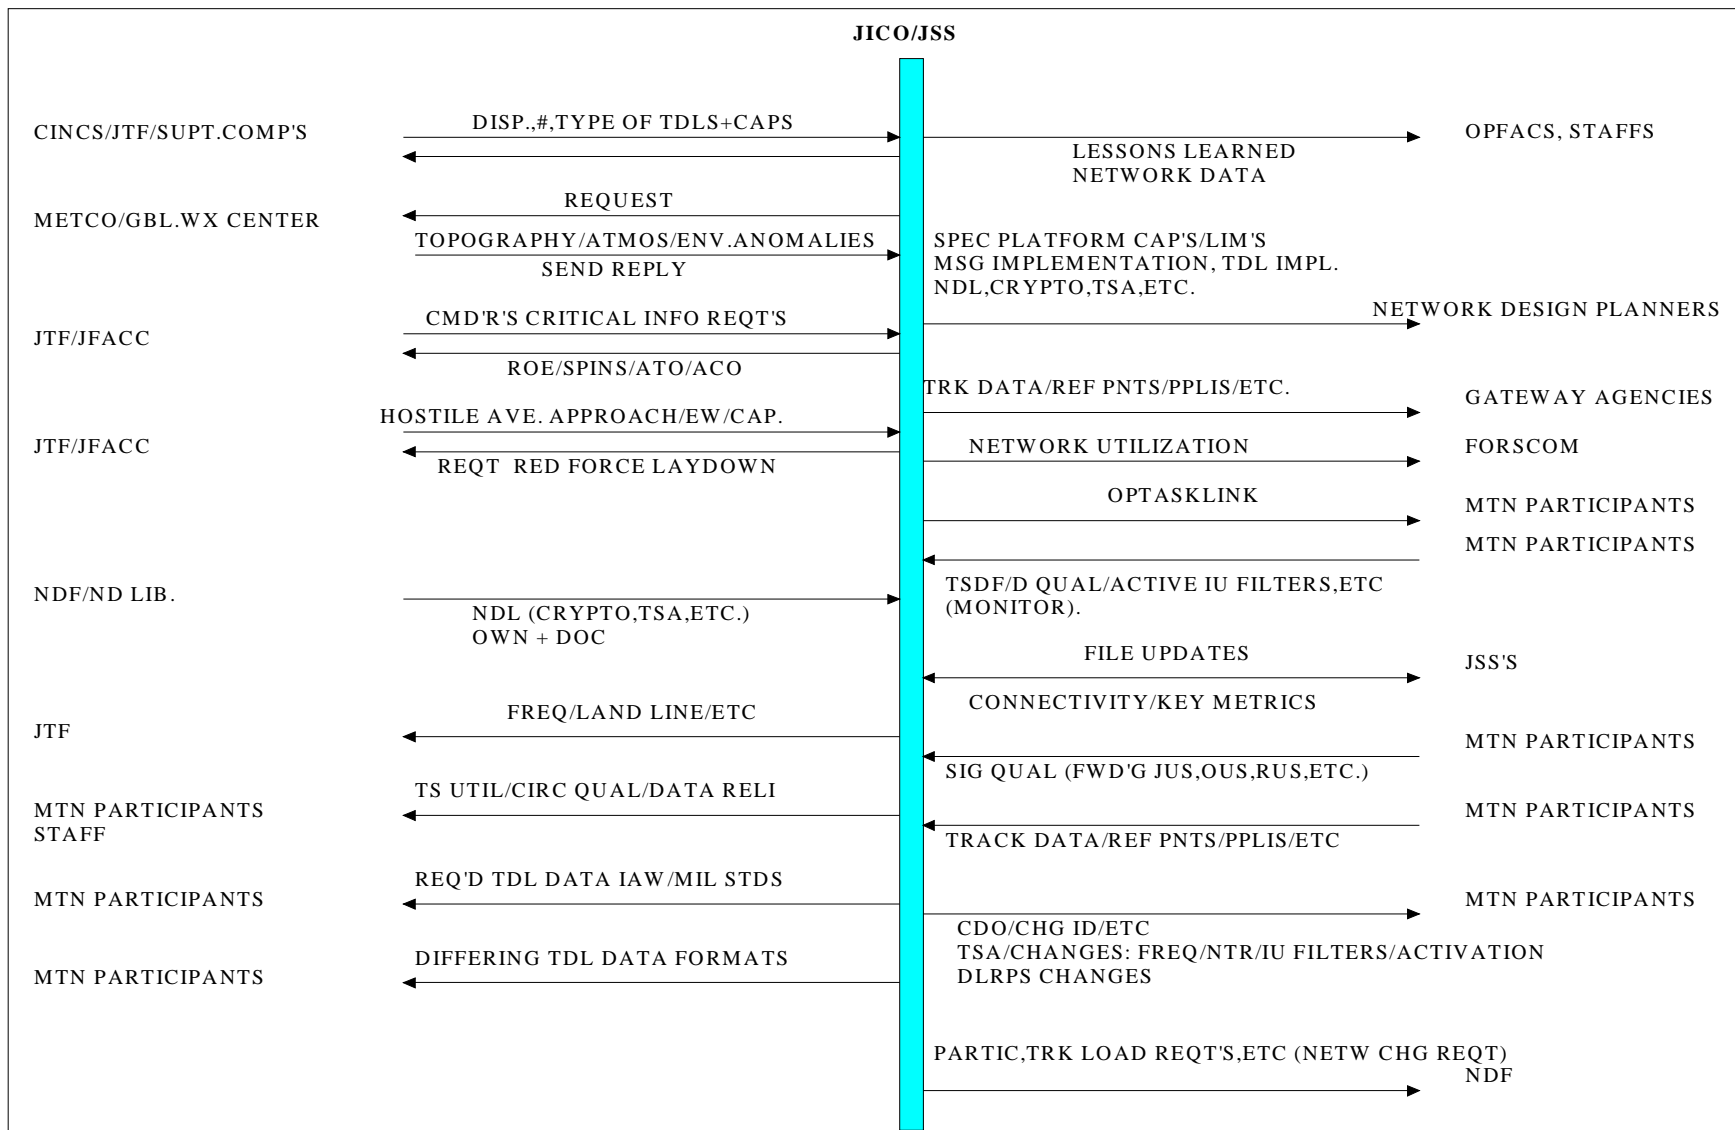 JICO/JSS
DISP.,#,TYPE OF TDLS+CAPS
CINCS/JTF/SUPT.COMP'S
OPFACS, STAFFS
LESSONS LEARNED
NETWORK DATA
REQUEST
METCO/GBL.WX CENTER
TOPOGRAPHY/ATMOS/ENV.ANOMALIES
SEND REPLY
SPEC PLATFORM CAP'S/LIM'S
MSG IMPLEMENTATION, TDL IMPL.
NDL,CRYPTO,TSA,ETC.
NETWORK DESIGN PLANNERS
CMD'R'S CRITICAL INFO REQT'S
JTF/JFACC
ROE/SPINS/ATO/ACO
TRK DATA/REF PNTS/PPLIS/ETC.
GATEWAY AGENCIES
HOSTILE AVE. APPROACH/EW/CAP.
JTF/JFACC
REQT  RED FORCE LAYDOWN
NETWORK UTILIZATION
FORSCOM
OPTASKLINK
MTN PARTICIPANTS
MTN PARTICIPANTS
TSDF/D QUAL/ACTIVE IU FILTERS,ETC
(MONITOR).
NDF/ND LIB.
NDL (CRYPTO,TSA,ETC.)
OWN + DOC
FILE UPDATES
JSS'S
CONNECTIVITY/KEY METRICS
FREQ/LAND LINE/ETC
JTF
MTN PARTICIPANTS
SIG QUAL (FWD'G JUS,OUS,RUS,ETC.)
TS UTIL/CIRC QUAL/DATA RELI
MTN PARTICIPANTS
STAFF
MTN PARTICIPANTS
TRACK DATA/REF PNTS/PPLIS/ETC
REQ'D TDL DATA IAW/MIL STDS
MTN PARTICIPANTS
MTN PARTICIPANTS
CDO/CHG ID/ETC
TSA/CHANGES: FREQ/NTR/IU FILTERS/ACTIVATION
DLRPS CHANGES
DIFFERING TDL DATA FORMATS
MTN PARTICIPANTS
PARTIC,TRK LOAD REQT'S,ETC (NETW CHG REQT)
NDF